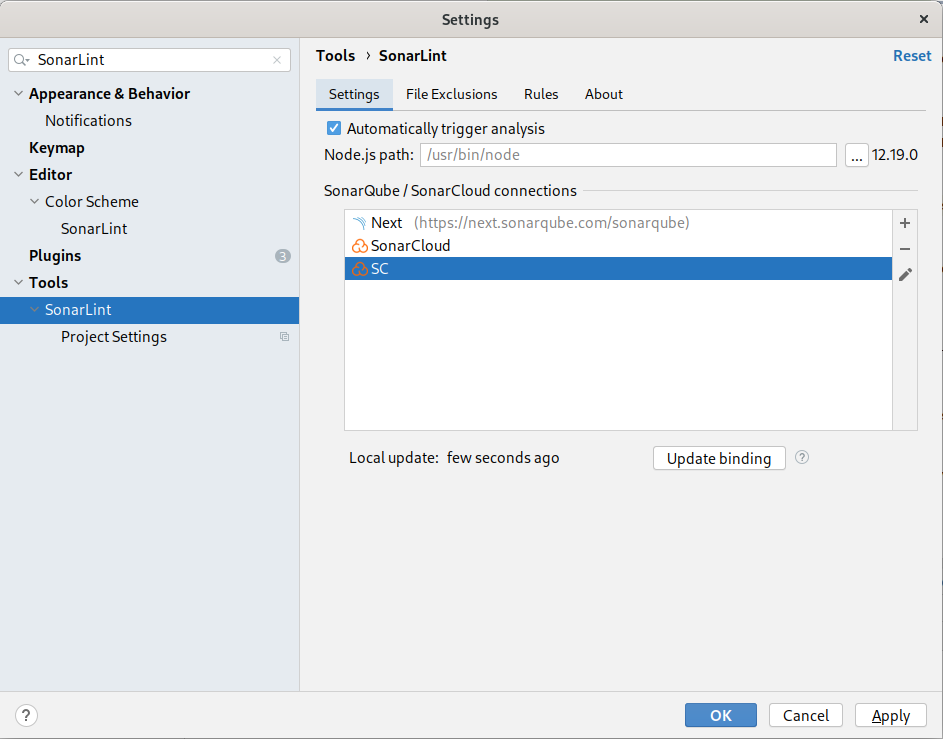 Settings
SonarLint
Appearance & Behavior
Notifications
Keymap
Editor
Color Scheme
SonarLint
Plugins 3
Tools
SonarLint
Project Settings
Tools › SonarLint Reset
Settings File Exclusions Rules About
Automatically trigger analysis
Node.js path: /usr/bin/node ... 12.19.0
SonarQube / SonarCloud connections
Next (https://next.sonarqube.com/sonarqube)
SonarCloud
SC
Local update: few seconds ago Update binding ?
? OK Cancel Apply